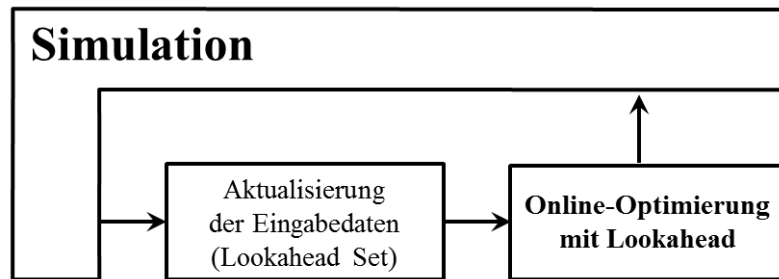 Simulation
Aktualisierung
der Eingabedaten
(Lookahead Set)
Online-Optimierung
mit Lookahead